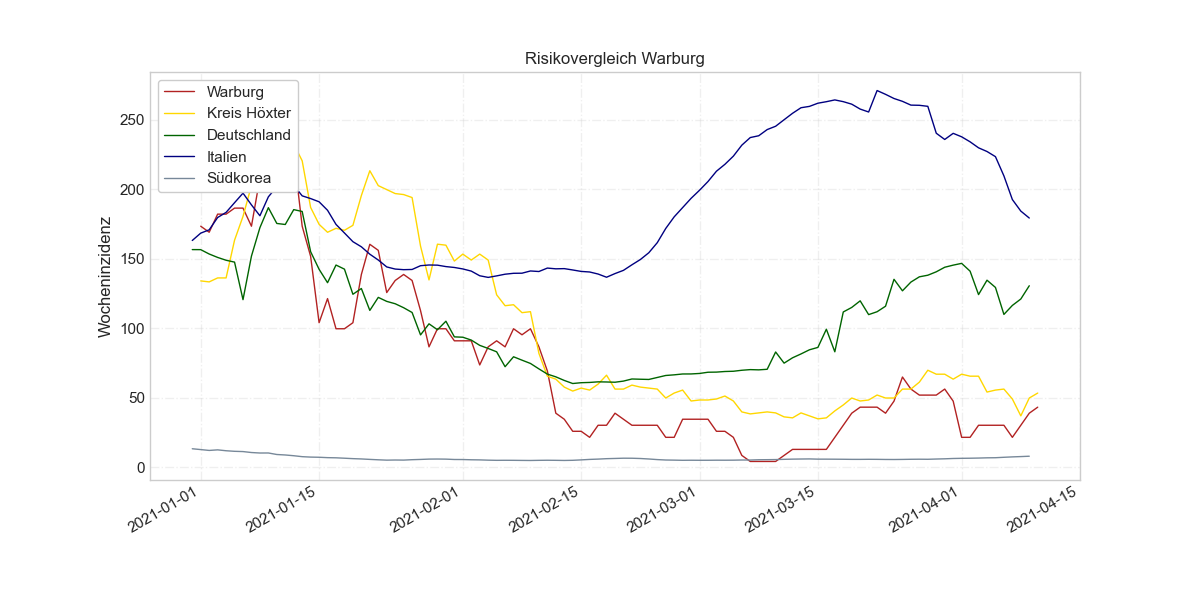 Risikovergleich Warburg
Warburg
Kreis Höxter
Deutschland
Italien
Südkorea
Wocheninzidenz
250
200
150
100
50
0
2021-01-01
2021-01-15
2021-02-01
2021-02-15
2021-03-01
2021-03-15
2021-04-01
2021-04-15